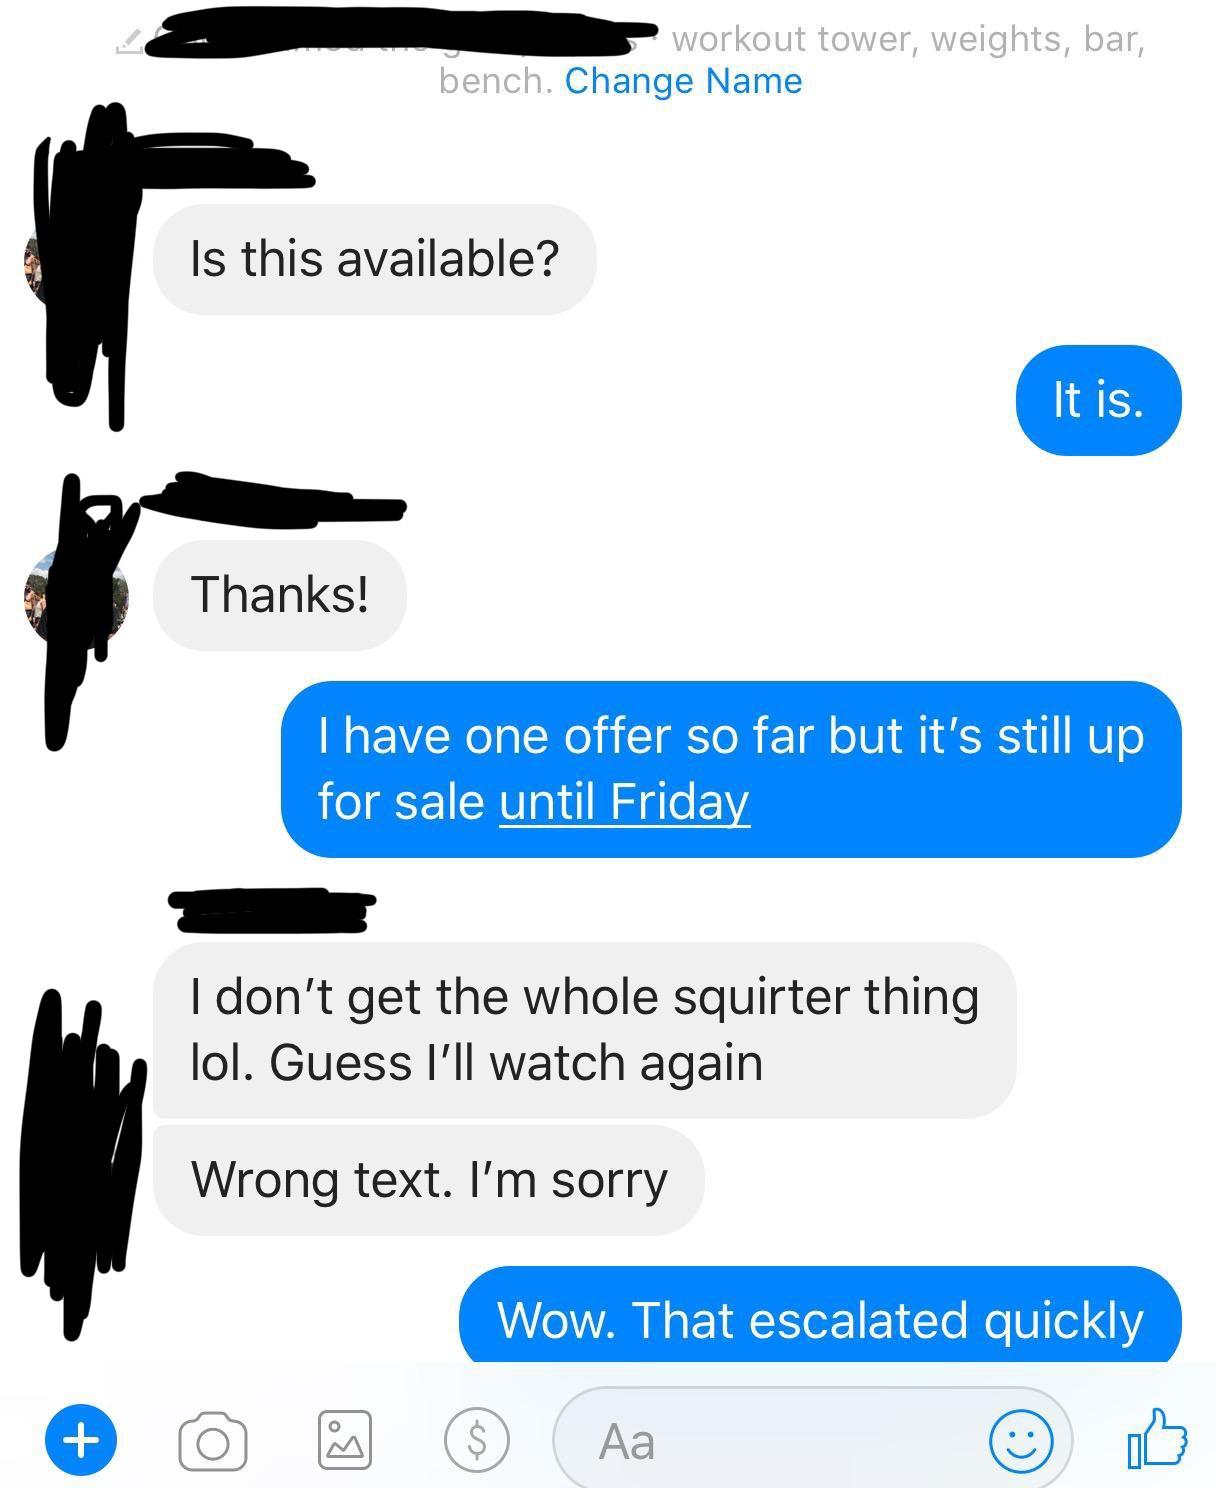 workout tower, weights, bar,
bench. Change Name
Is this available?
It is.
Thanks!
I have one offer so far but it’s still up
for sale until Friday
I don’t get the whole squirter thing
lol. Guess I’ll watch again
Wrong text. I’m sorry
Wow. That escalated quickly
Aa